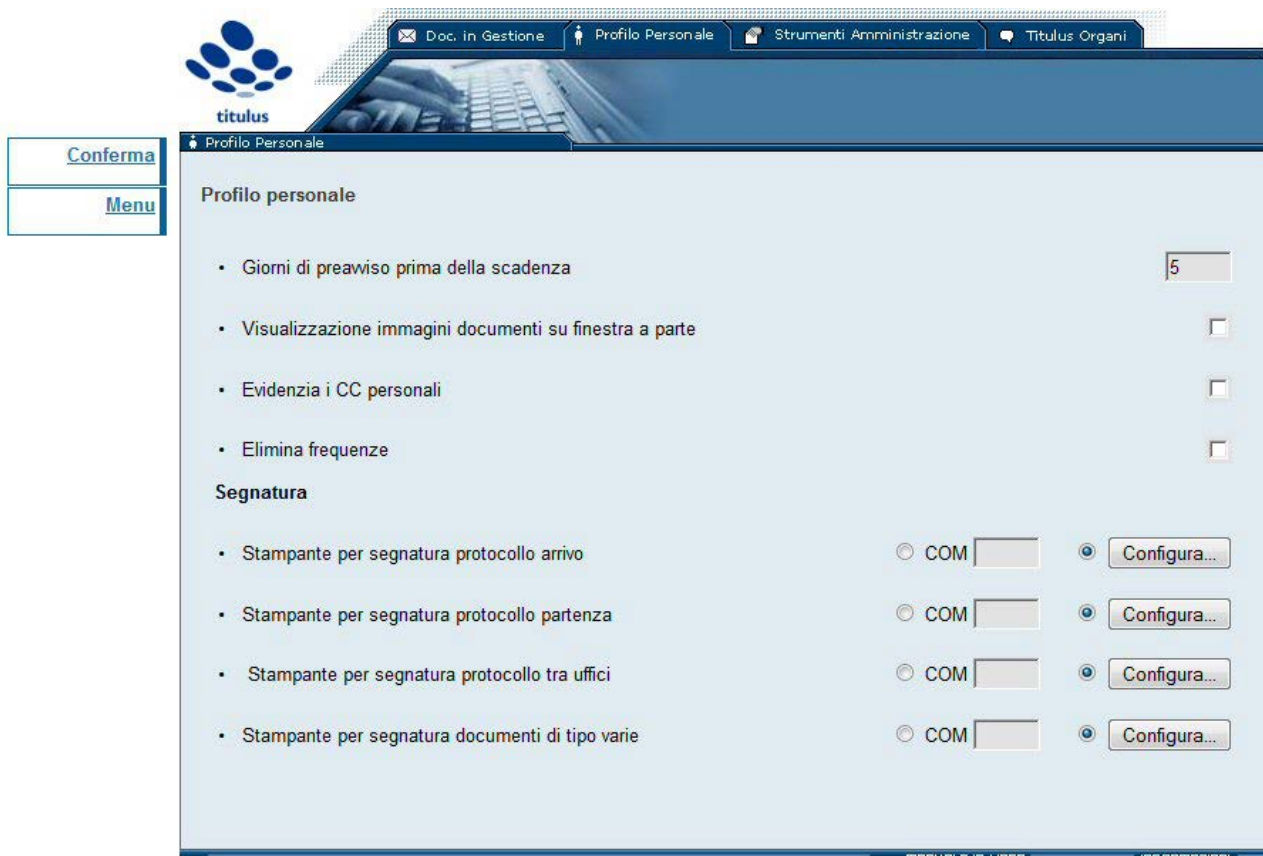 Doc. in Gestione
Profilo Personale
Strumenti Amministrazione
Titulus Organi
titulus
Profilo Personale
Conferma
Menu
Profilo personale
• Giorni di preavviso prima della scadenza 5
• Visualizzazione immagini documenti su finestra a parte
• Evidenzia i CC personali
• Elimina frequenze
Segnatura
• Stampante per segnatura protocollo arrivo COM Configura...
• Stampante per segnatura protocollo partenza COM Configura...
• Stampante per segnatura protocollo tra uffici COM Configura...
• Stampante per segnatura documenti di tipo varie COM Configura...